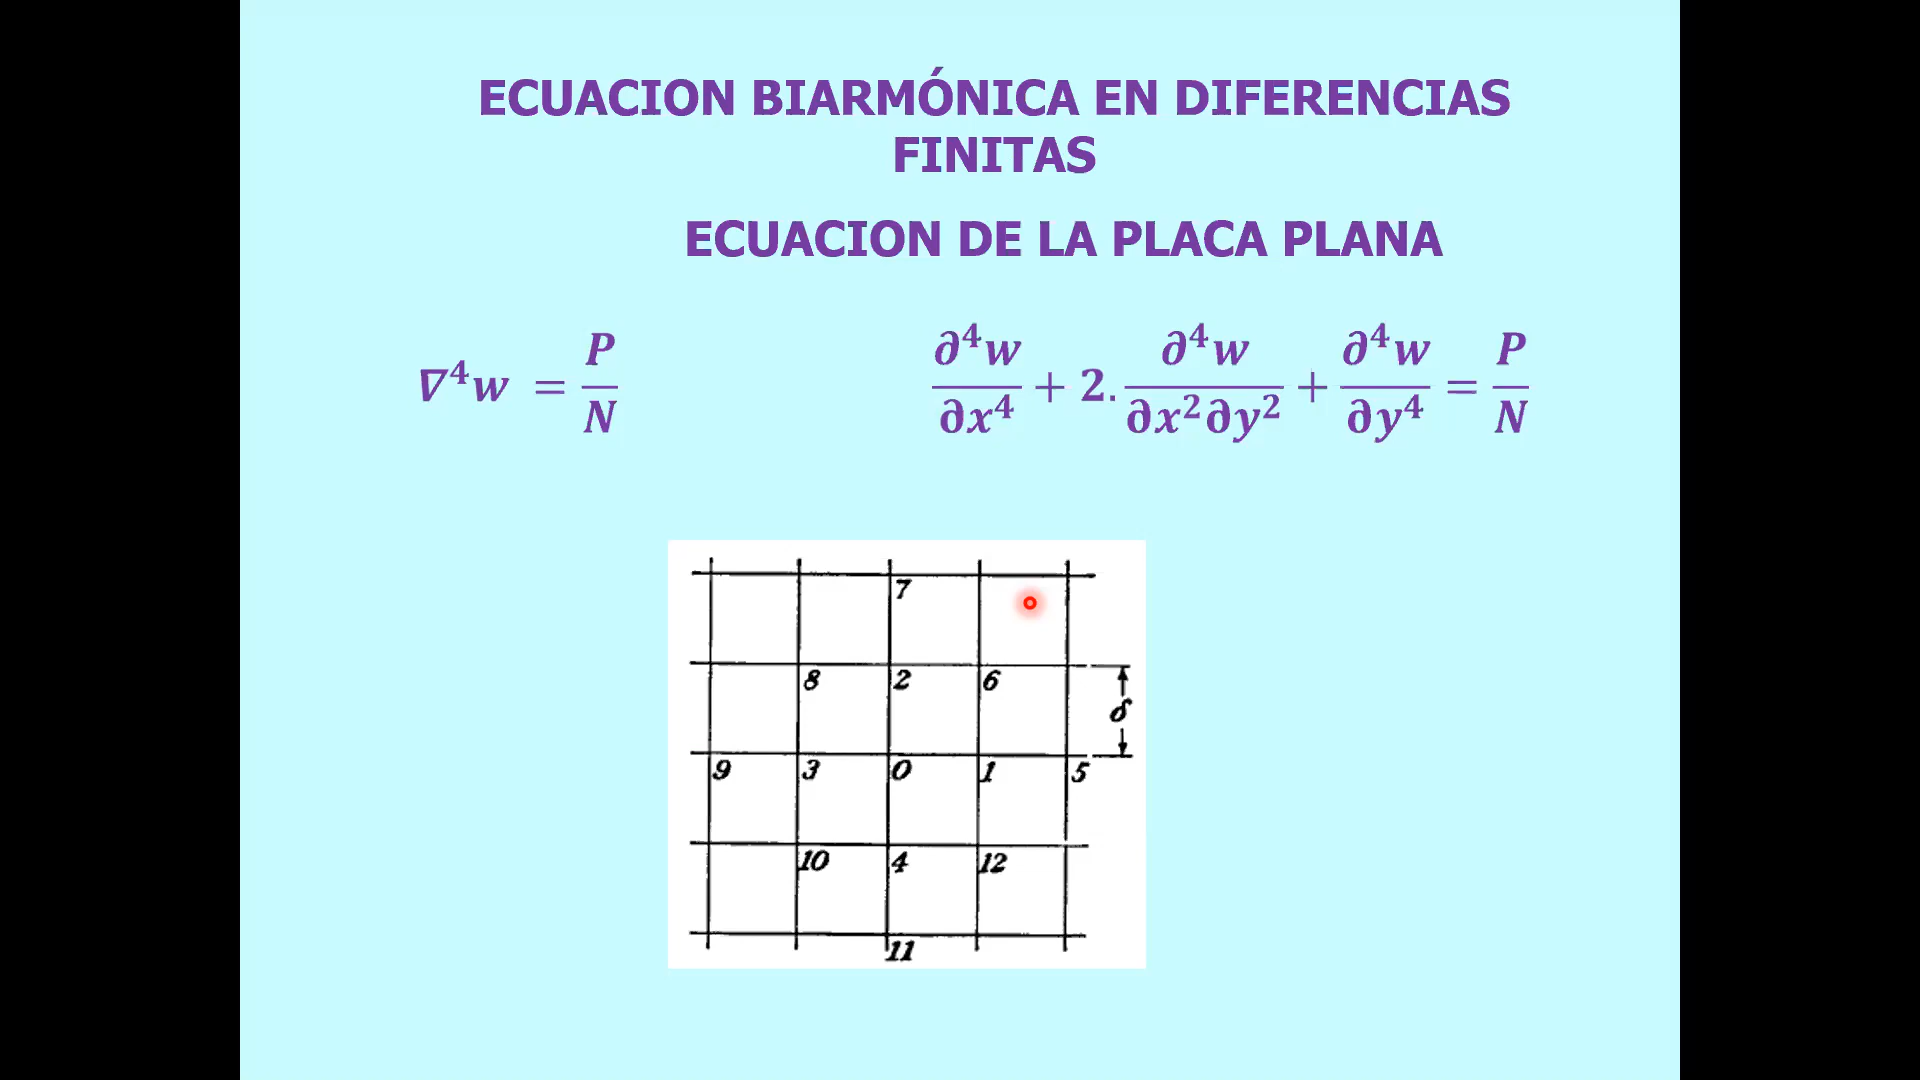 ECUACION BIARMÓNICA EN DIFERENCIAS
FINITAS
ECUACION DE LA PLACA PLANA
∇⁴w = P/N
∂⁴w/∂x⁴ + 2. ∂⁴w/∂x²∂y² + ∂⁴w/∂y⁴ = P/N
7
8 2 6
δ
9 3 0 1 5
10 4 12
11